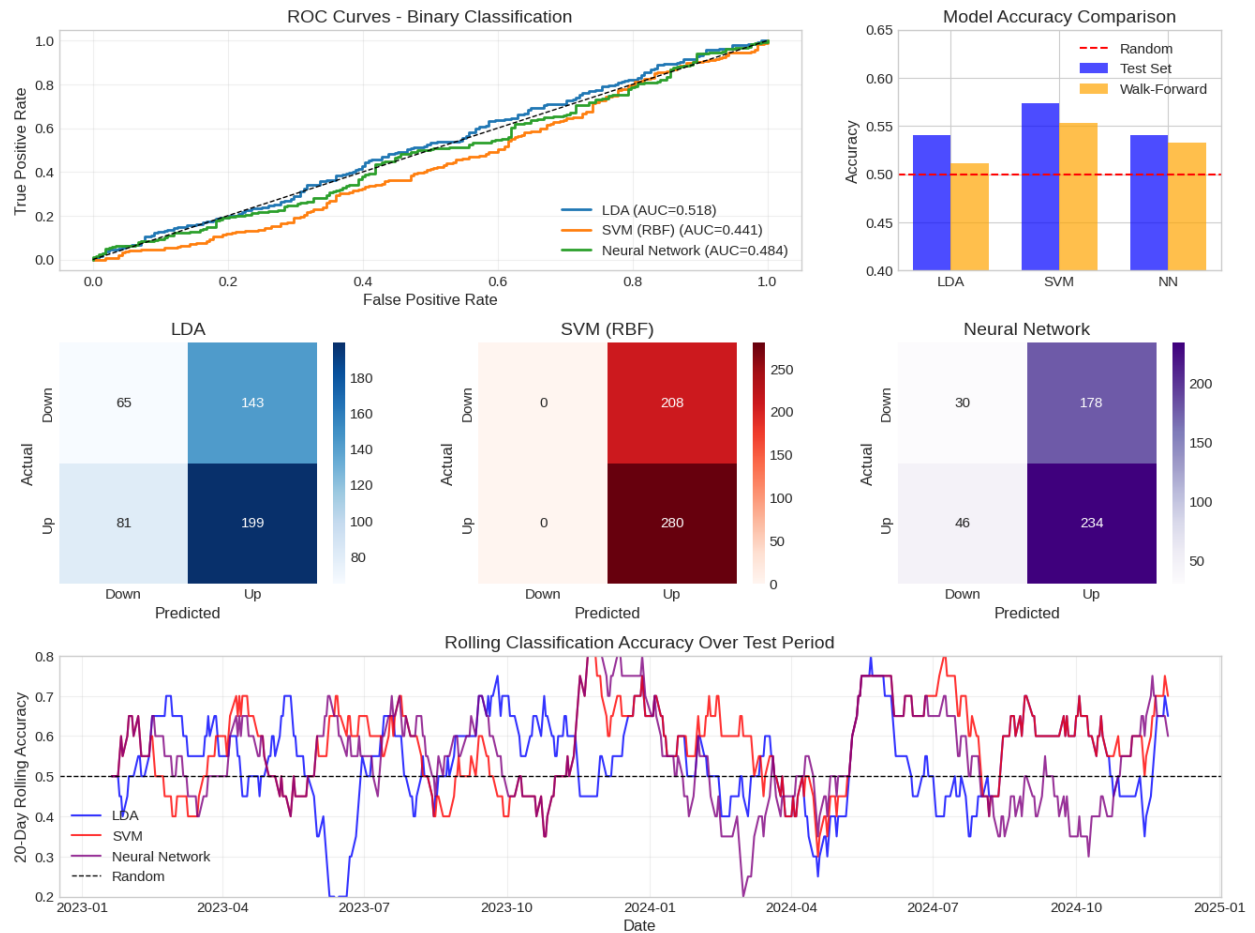 ROC Curves - Binary Classification
True Positive Rate
1.0
0.8
0.6
0.4
0.2
0.0
LDA (AUC=0.518)
SVM (RBF) (AUC=0.441)
Neural Network (AUC=0.484)
0.0 0.2 0.4 0.6 0.8 1.0
False Positive Rate
Model Accuracy Comparison
Accuracy
0.65
0.60
0.55
0.50
0.45
0.40
Random
Test Set
Walk-Forward
LDA SVM NN
LDA
Actual
Down
Up
65 143
81 199
Down Up
Predicted
180
160
140
120
100
80
SVM (RBF)
Actual
Down
Up
0 208
0 280
Down Up
Predicted
250
200
150
100
50
0
Neural Network
Actual
Down
Up
30 178
46 234
Down Up
Predicted
200
150
100
50
Rolling Classification Accuracy Over Test Period
20-Day Rolling Accuracy
0.8
0.7
0.6
0.5
0.4
0.3
0.2
LDA
SVM
Neural Network
Random
2023-01 2023-04 2023-07 2023-10 2024-01 2024-04 2024-07 2024-10 2025-01
Date